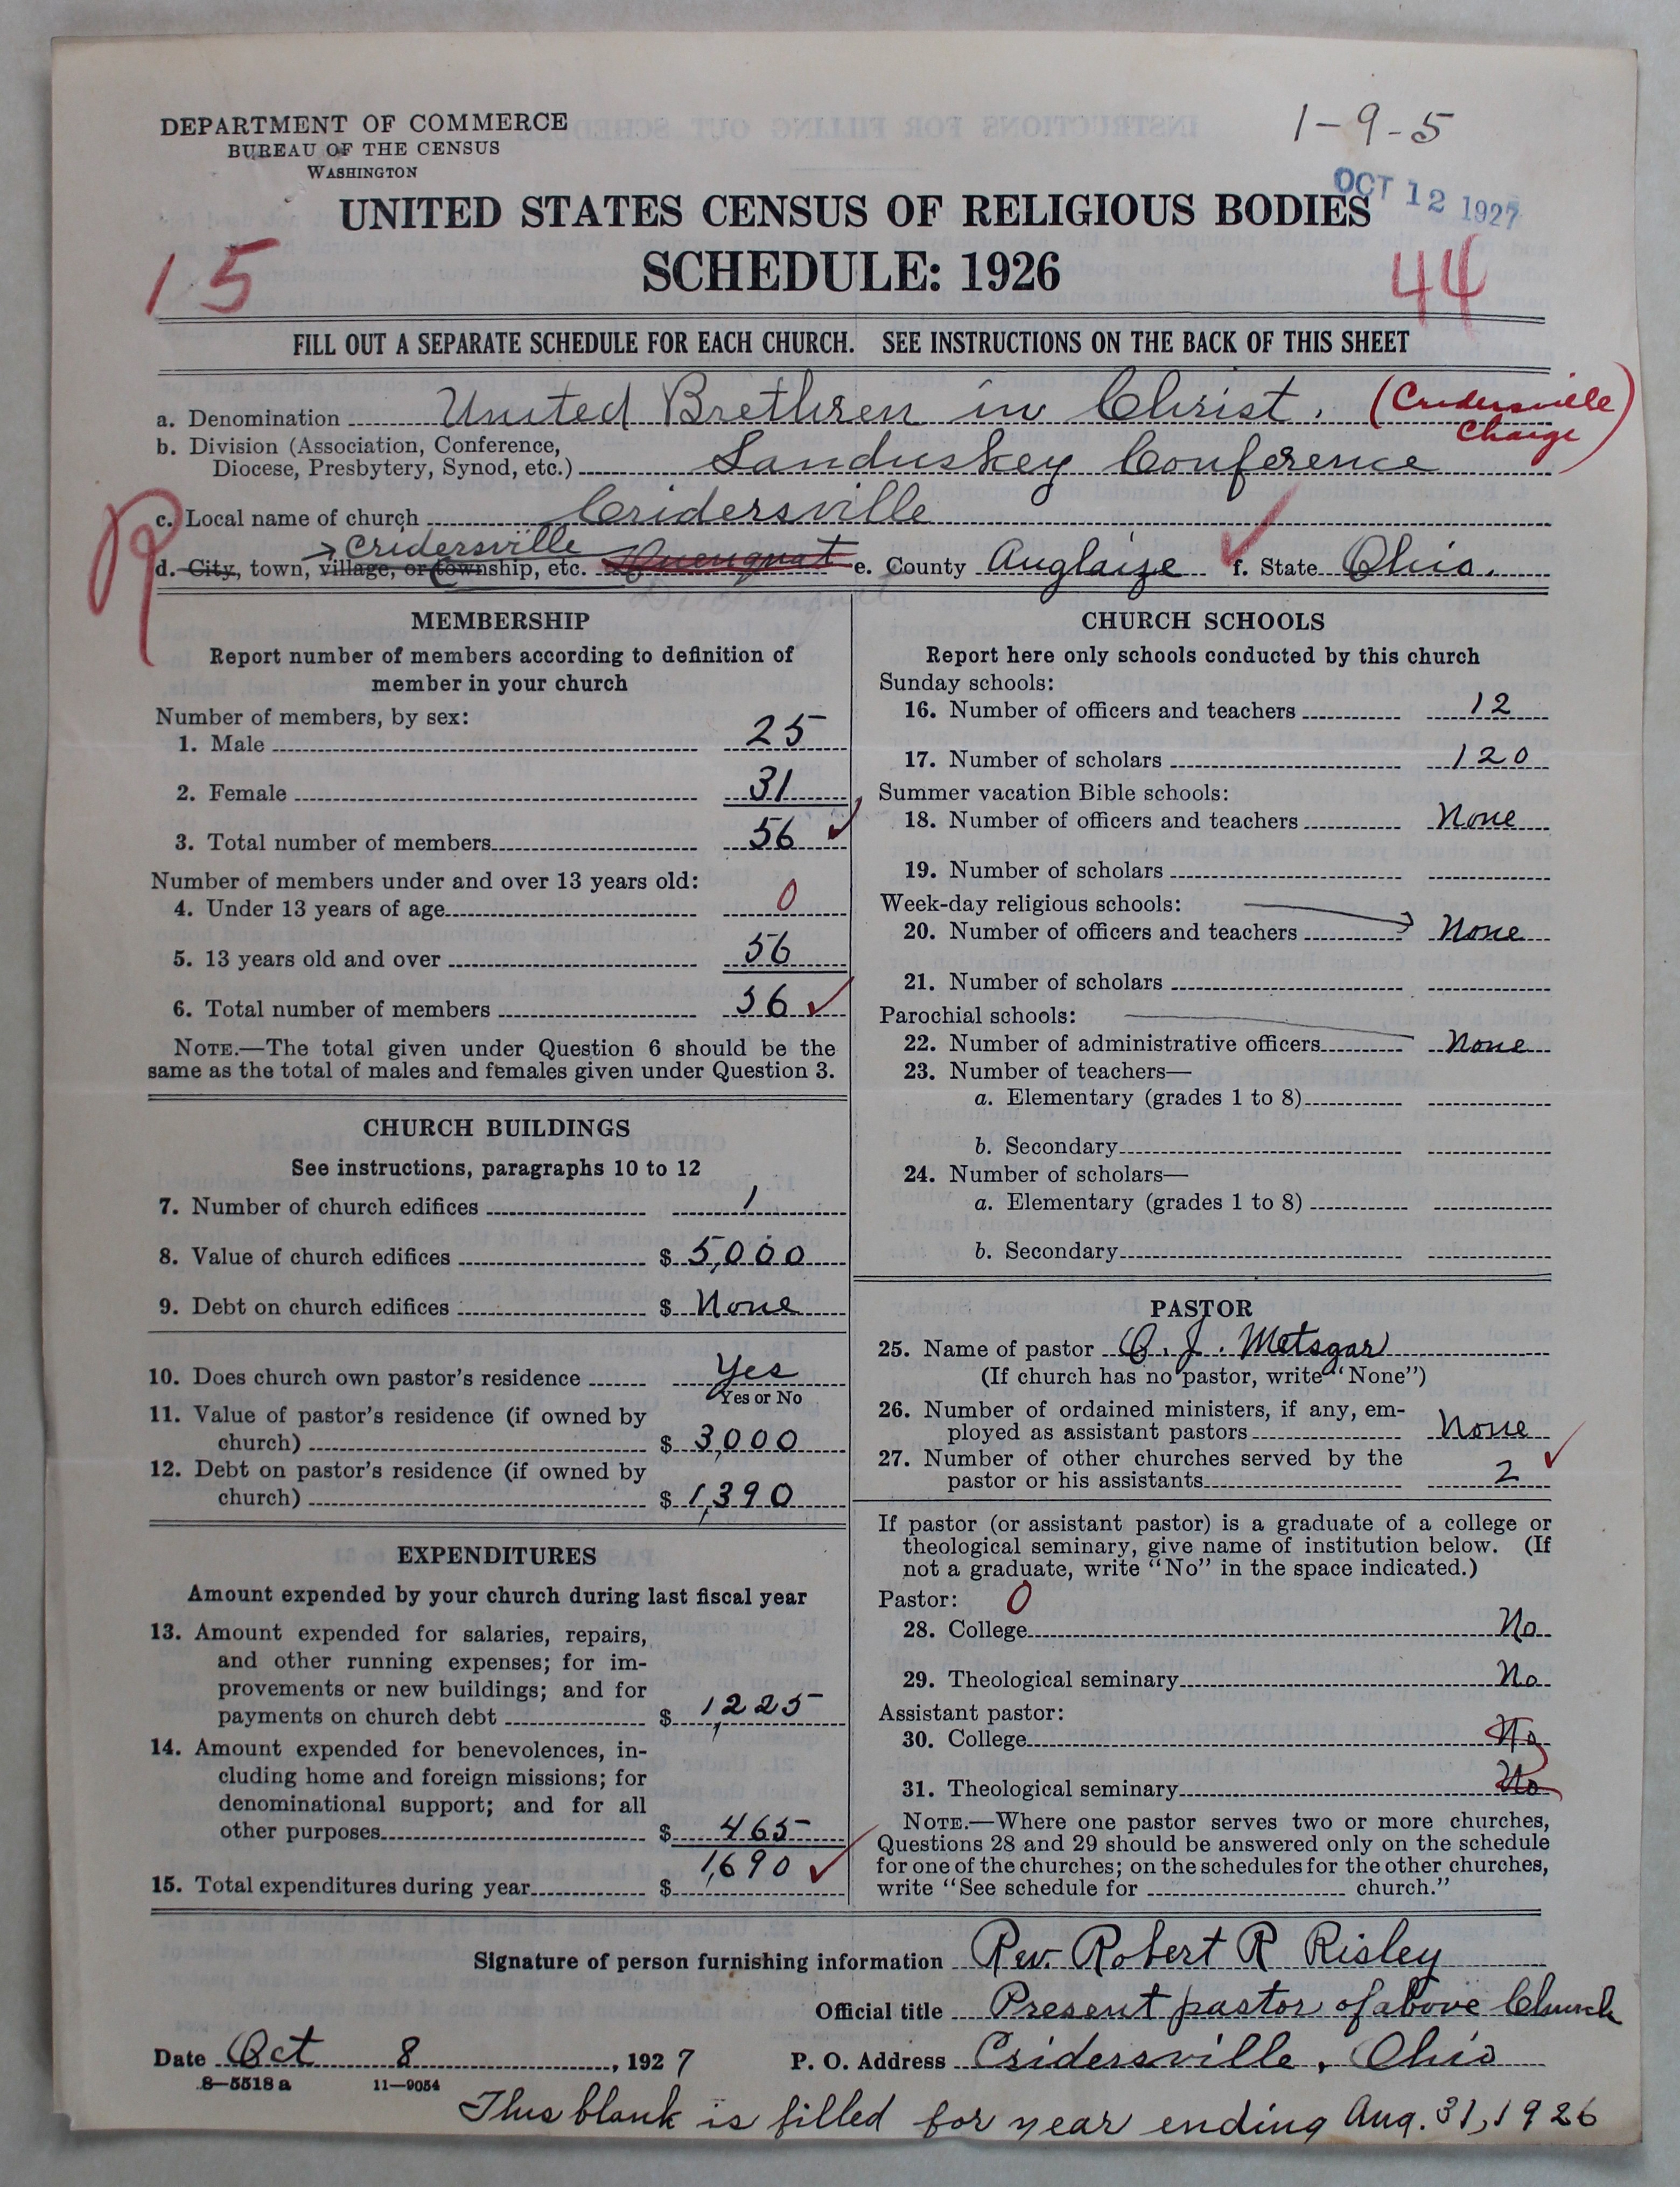 DEPARTMENT OF COMMERCE
BUREAU OF THE CENSUS
WASHINGTON
1-9-5
OCT 12 1927
UNITED STATES CENSUS OF RELIGIOUS BODIES
SCHEDULE: 1926
15
44
FILL OUT A SEPARATE SCHEDULE FOR EACH CHURCH. SEE INSTRUCTIONS ON THE BACK OF THIS SHEET
a. Denomination United Brethren in Christ. (Cridersville Charge)
b. Division (Association, Conference,
Diocese, Presbytery, Synod, etc.) Sanduskey Conference
R
c. Local name of church Cridersville
→ Cridersville
d. City, town, village, or township, etc. e. County Auglaize f. State Ohio.
MEMBERSHIP
Report number of members according to definition of
member in your church
Number of members, by sex:
1. Male 25
2. Female 31
3. Total number of members 56
Number of members under and over 13 years old:
4. Under 13 years of age 0
5. 13 years old and over 56
6. Total number of members 56
NOTE.—The total given under Question 6 should be the
same as the total of males and females given under Question 3.
CHURCH BUILDINGS
See instructions, paragraphs 10 to 12
7. Number of church edifices 1
8. Value of church edifices $ 5,000
9. Debt on church edifices $ None
10. Does church own pastor's residence Yes
Yes or No
11. Value of pastor's residence (if owned by
church) $ 3,000
12. Debt on pastor's residence (if owned by
church) $ 1,390
EXPENDITURES
Amount expended by your church during last fiscal year
13. Amount expended for salaries, repairs,
and other running expenses; for im-
provements or new buildings; and for
payments on church debt $ 1,225
14. Amount expended for benevolences, in-
cluding home and foreign missions; for
denominational support; and for all
other purposes $ 465
15. Total expenditures during year $ 1,690
CHURCH SCHOOLS
Report here only schools conducted by this church
Sunday schools:
16. Number of officers and teachers 12
17. Number of scholars 120
Summer vacation Bible schools:
18. Number of officers and teachers None
19. Number of scholars
Week-day religious schools:
20. Number of officers and teachers None
21. Number of scholars
Parochial schools:
22. Number of administrative officers None
23. Number of teachers—
a. Elementary (grades 1 to 8)
b. Secondary
24. Number of scholars—
a. Elementary (grades 1 to 8)
b. Secondary
PASTOR
25. Name of pastor C. J. Metsgar
(If church has no pastor, write "None")
26. Number of ordained ministers, if any, em-
ployed as assistant pastors None
27. Number of other churches served by the
pastor or his assistants 2
If pastor (or assistant pastor) is a graduate of a college or
theological seminary, give name of institution below. (If
not a graduate, write "No" in the space indicated.)
Pastor: 0
28. College No
29. Theological seminary No
Assistant pastor:
30. College No
31. Theological seminary No
NOTE.—Where one pastor serves two or more churches,
Questions 28 and 29 should be answered only on the schedule
for one of the churches; on the schedules for the other churches,
write "See schedule for church."
Signature of person furnishing information Rev. Robert R Risley
Official title Present pastor of above Church
Date Oct 8, 1927 P. O. Address Cridersville, Ohio
8—5518 a 11—9054
This blank is filled for year ending Aug. 31, 1926